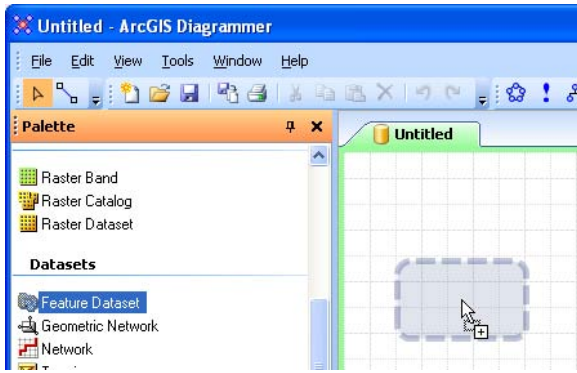 Untitled - ArcGIS Diagrammer
File Edit View Tools Window Help
Palette
Untitled
Raster Band
Raster Catalog
Raster Dataset
Datasets
Feature Dataset
Geometric Network
Network